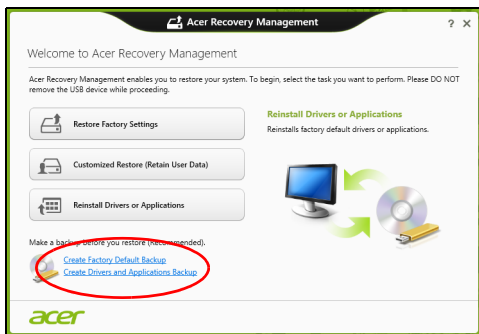 Acer Recovery Management
? X
Welcome to Acer Recovery Management
Acer Recovery Management enables you to restore your system. To begin, select the task you want to perform. Please DO NOT
remove the USB device while proceeding.
Restore Factory Settings
Customized Restore (Retain User Data)
Reinstall Drivers or Applications
Reinstall Drivers or Applications
Reinstalls factory default drivers or applications.
Make a backup before you restore (Recommended).
Create Factory Default Backup
Create Drivers and Applications Backup
acer